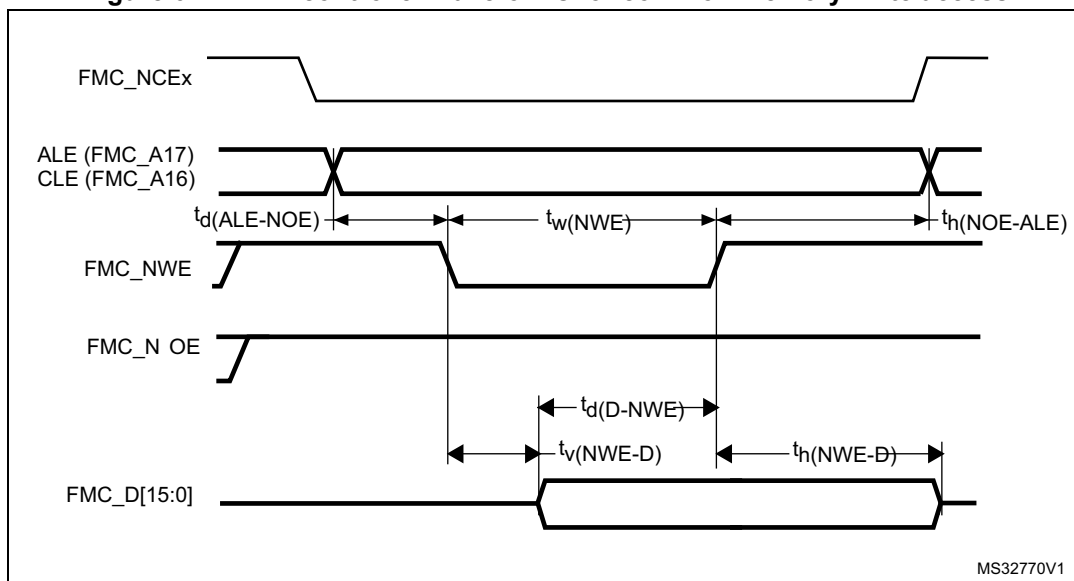 FMC_NCEx
ALE (FMC_A17)
CLE (FMC_A16)
td(ALE-NOE)
tw(NWE)
th(NOE-ALE)
FMC_NWE
FMC_N OE
td(D-NWE)
tv(NWE-D)
th(NWE-D)
FMC_D[15:0]
MS32770V1